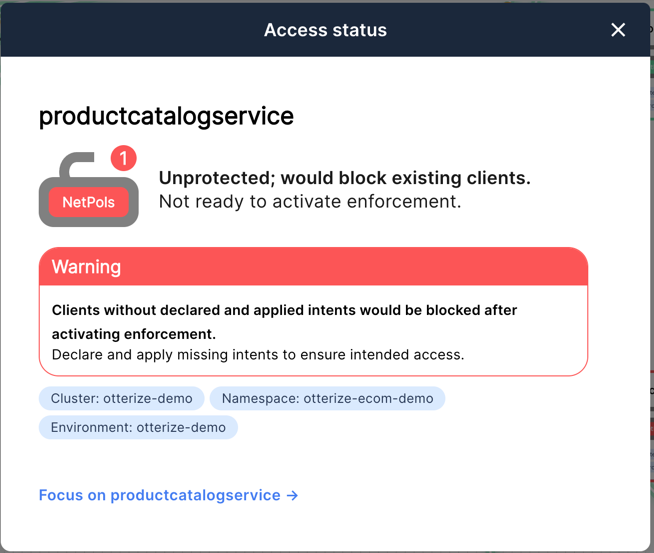 Access status
productcatalogservice
1
NetPols
Unprotected; would block existing clients.
Not ready to activate enforcement.
Warning
Clients without declared and applied intents would be blocked after
activating enforcement.
Declare and apply missing intents to ensure intended access.
Cluster: otterize-demo
Namespace: otterize-ecom-demo
Environment: otterize-demo
Focus on productcatalogservice →